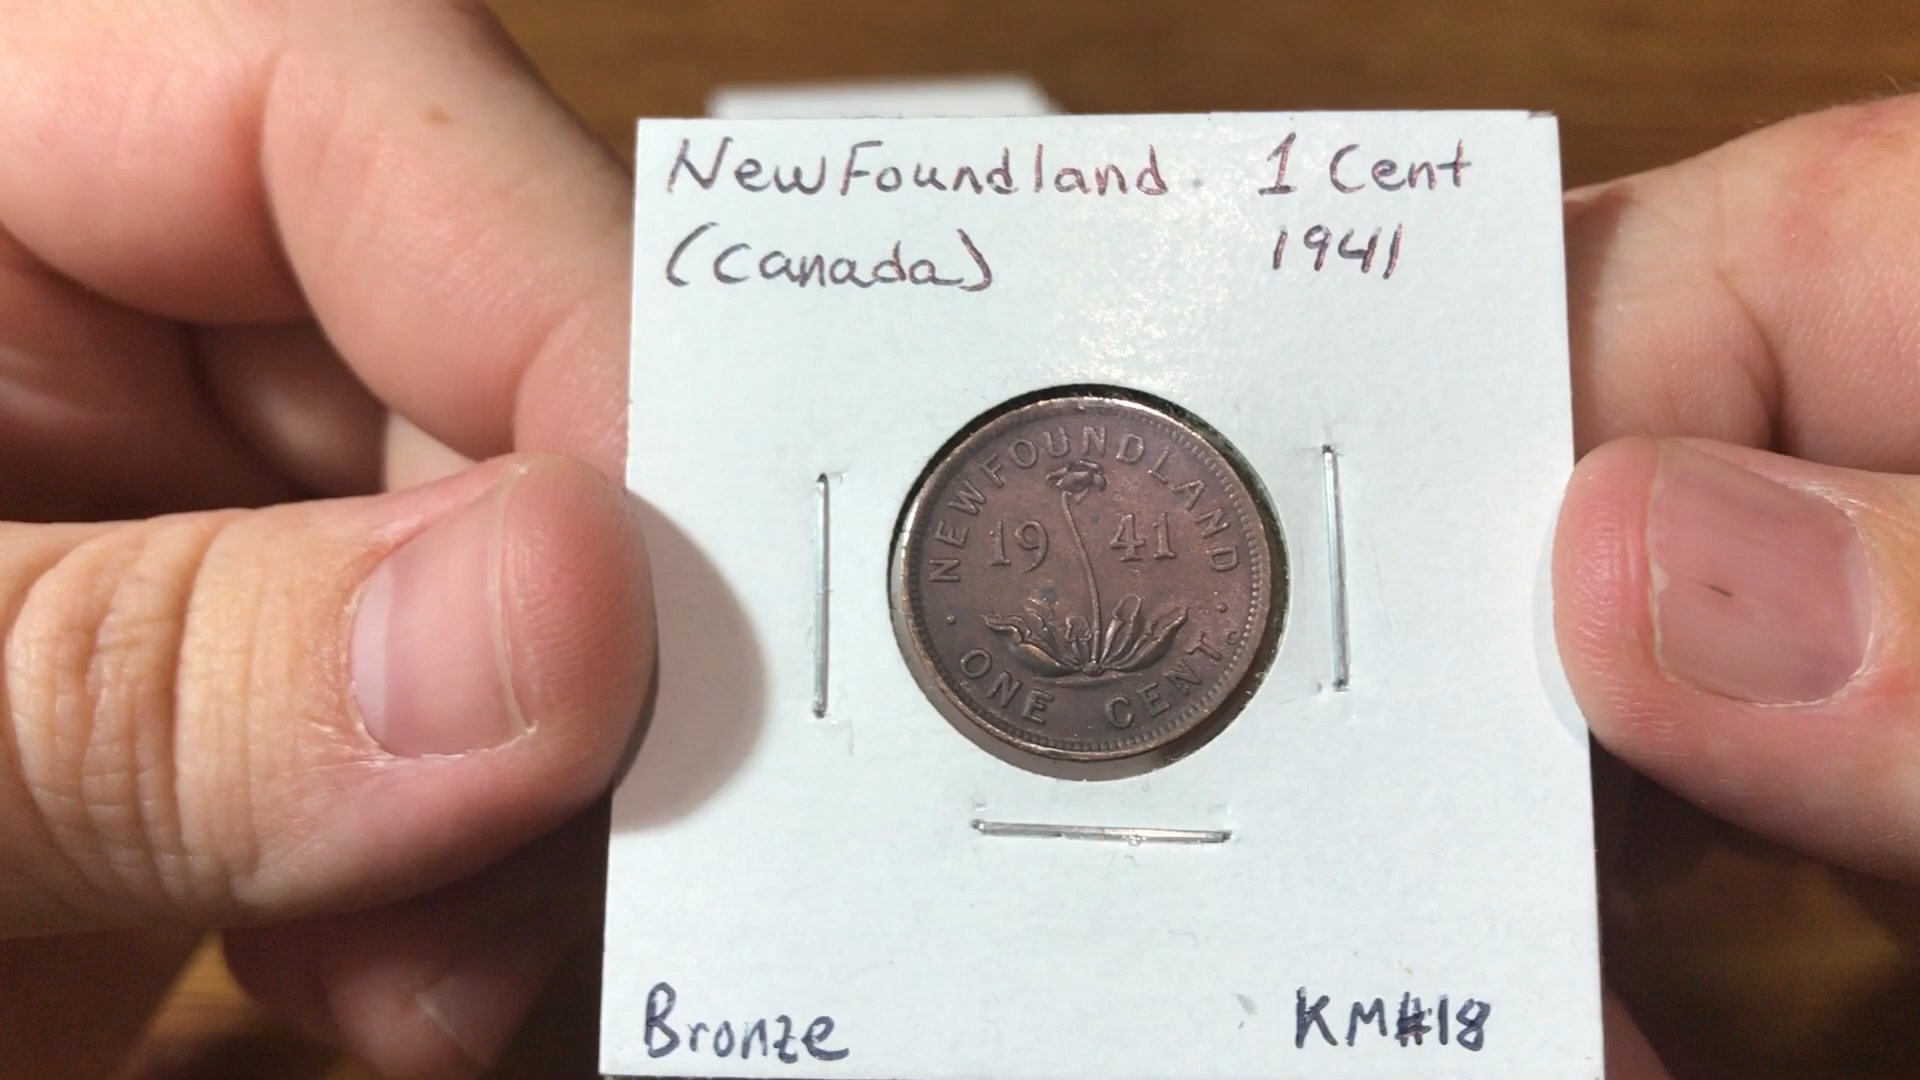 Newfoundland 1 Cent
(Canada) 1941
NEWFOUNDLAND
19 41
ONE CENT
C
Bronze KM#18